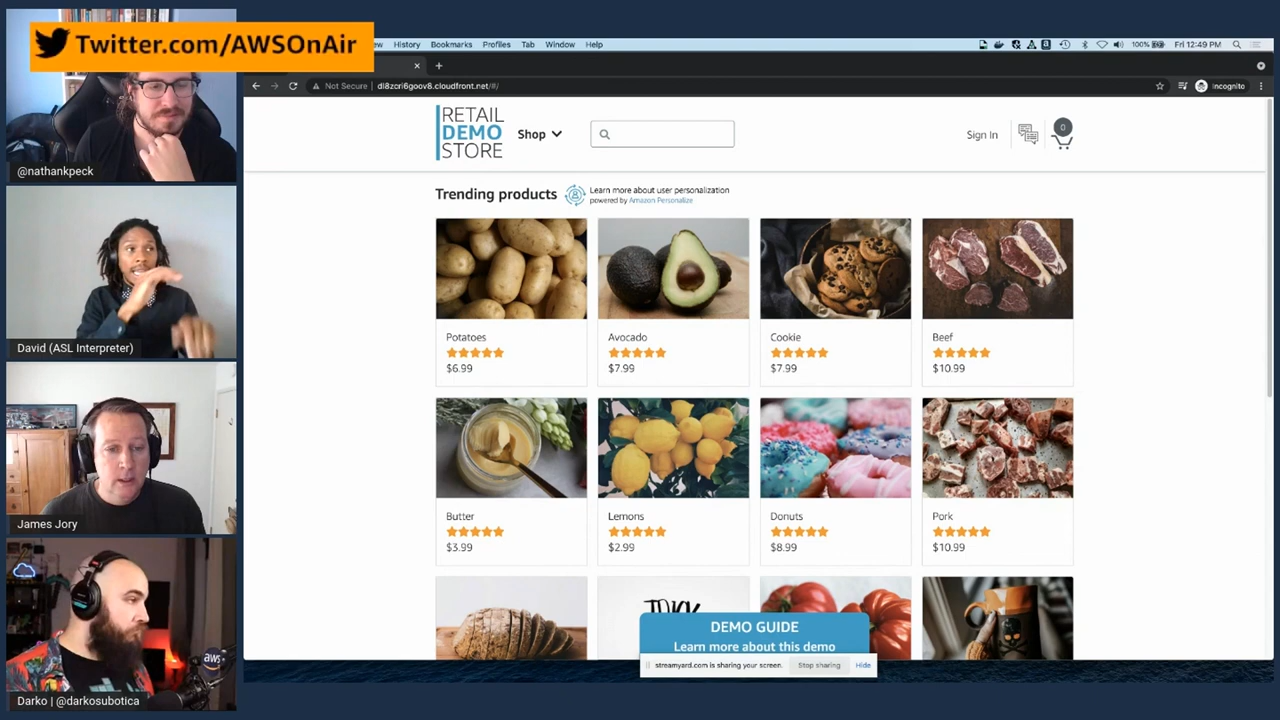 Twitter.com/AWSOnAir
@nathankpeck
David (ASL Interpreter)
James Jory
Darko | @darkosubotica
aws
History Bookmarks Profiles Tab Window Help
100% Fri 12:49 PM
Not Secure | dl8zcrl6goov8.cloudfront.net/#/
Incognito
RETAIL
DEMO
STORE
Shop
Sign In
0
Trending products
Learn more about user personalization
powered by Amazon Personalize
Potatoes
$6.99
Avocado
$7.99
Cookie
$7.99
Beef
$10.99
Butter
$3.99
Lemons
$2.99
Donuts
$8.99
Pork
$10.99
DEMO GUIDE
Learn more about this demo
streamyard.com is sharing your screen.
Stop sharing
Hide